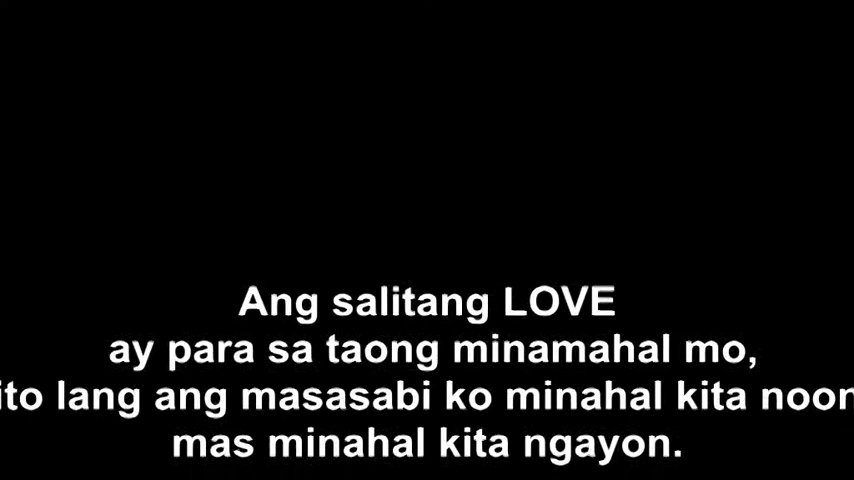 Ang salitang LOVE
ay para sa taong minamahal mo,
ito lang ang masasabi ko minahal kita noon
mas minahal kita ngayon.